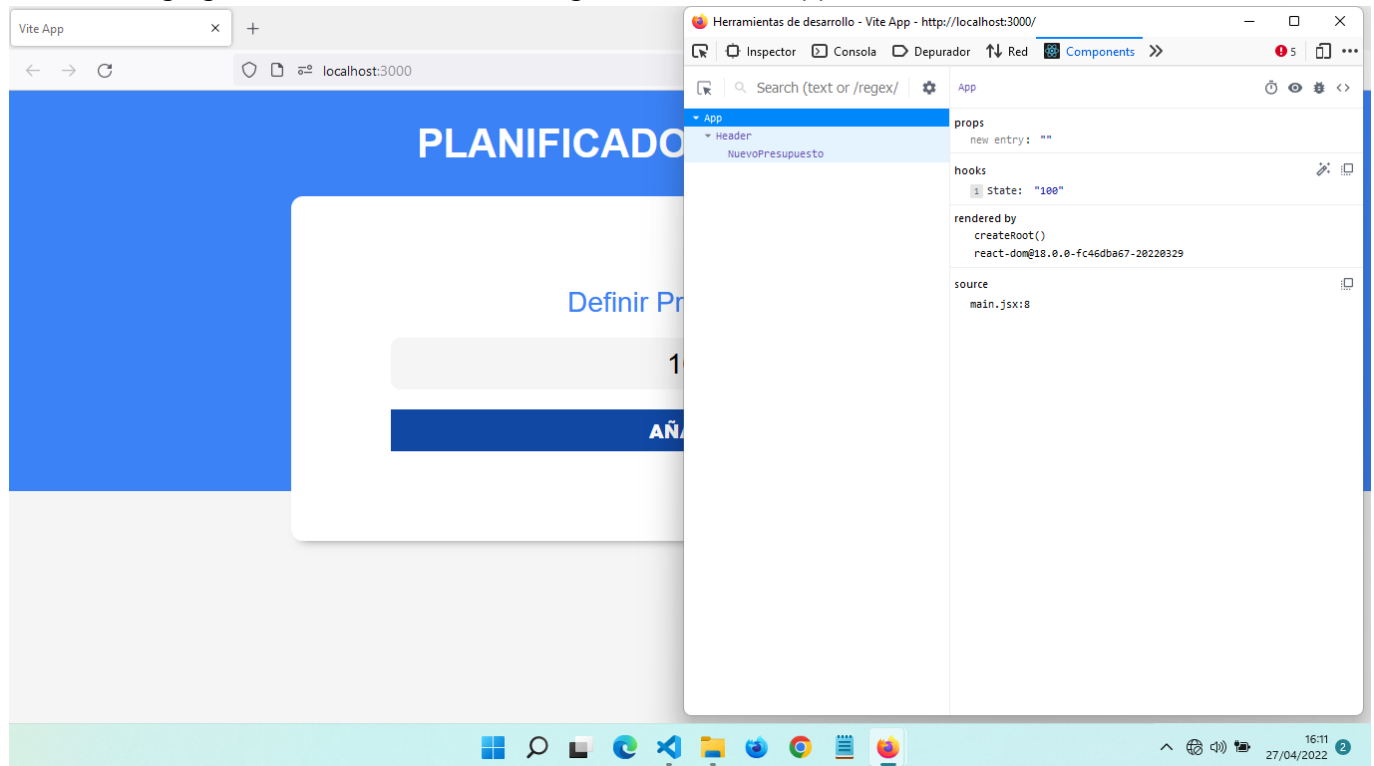 Vite App
localhost:3000
PLANIFICADO
Definir Pr
1
AÑ
Herramientas de desarrollo - Vite App - http://localhost:3000/
Inspector Consola Depurador Red Components 5
Search (text or /regex/
App
Header
NuevoPresupuesto
App
props
new entry: ""
hooks
1 State: "100"
rendered by
createRoot()
react-dom@18.0.0-fc46dba67-20220329
source
main.jsx:8
16:11
27/04/2022 2